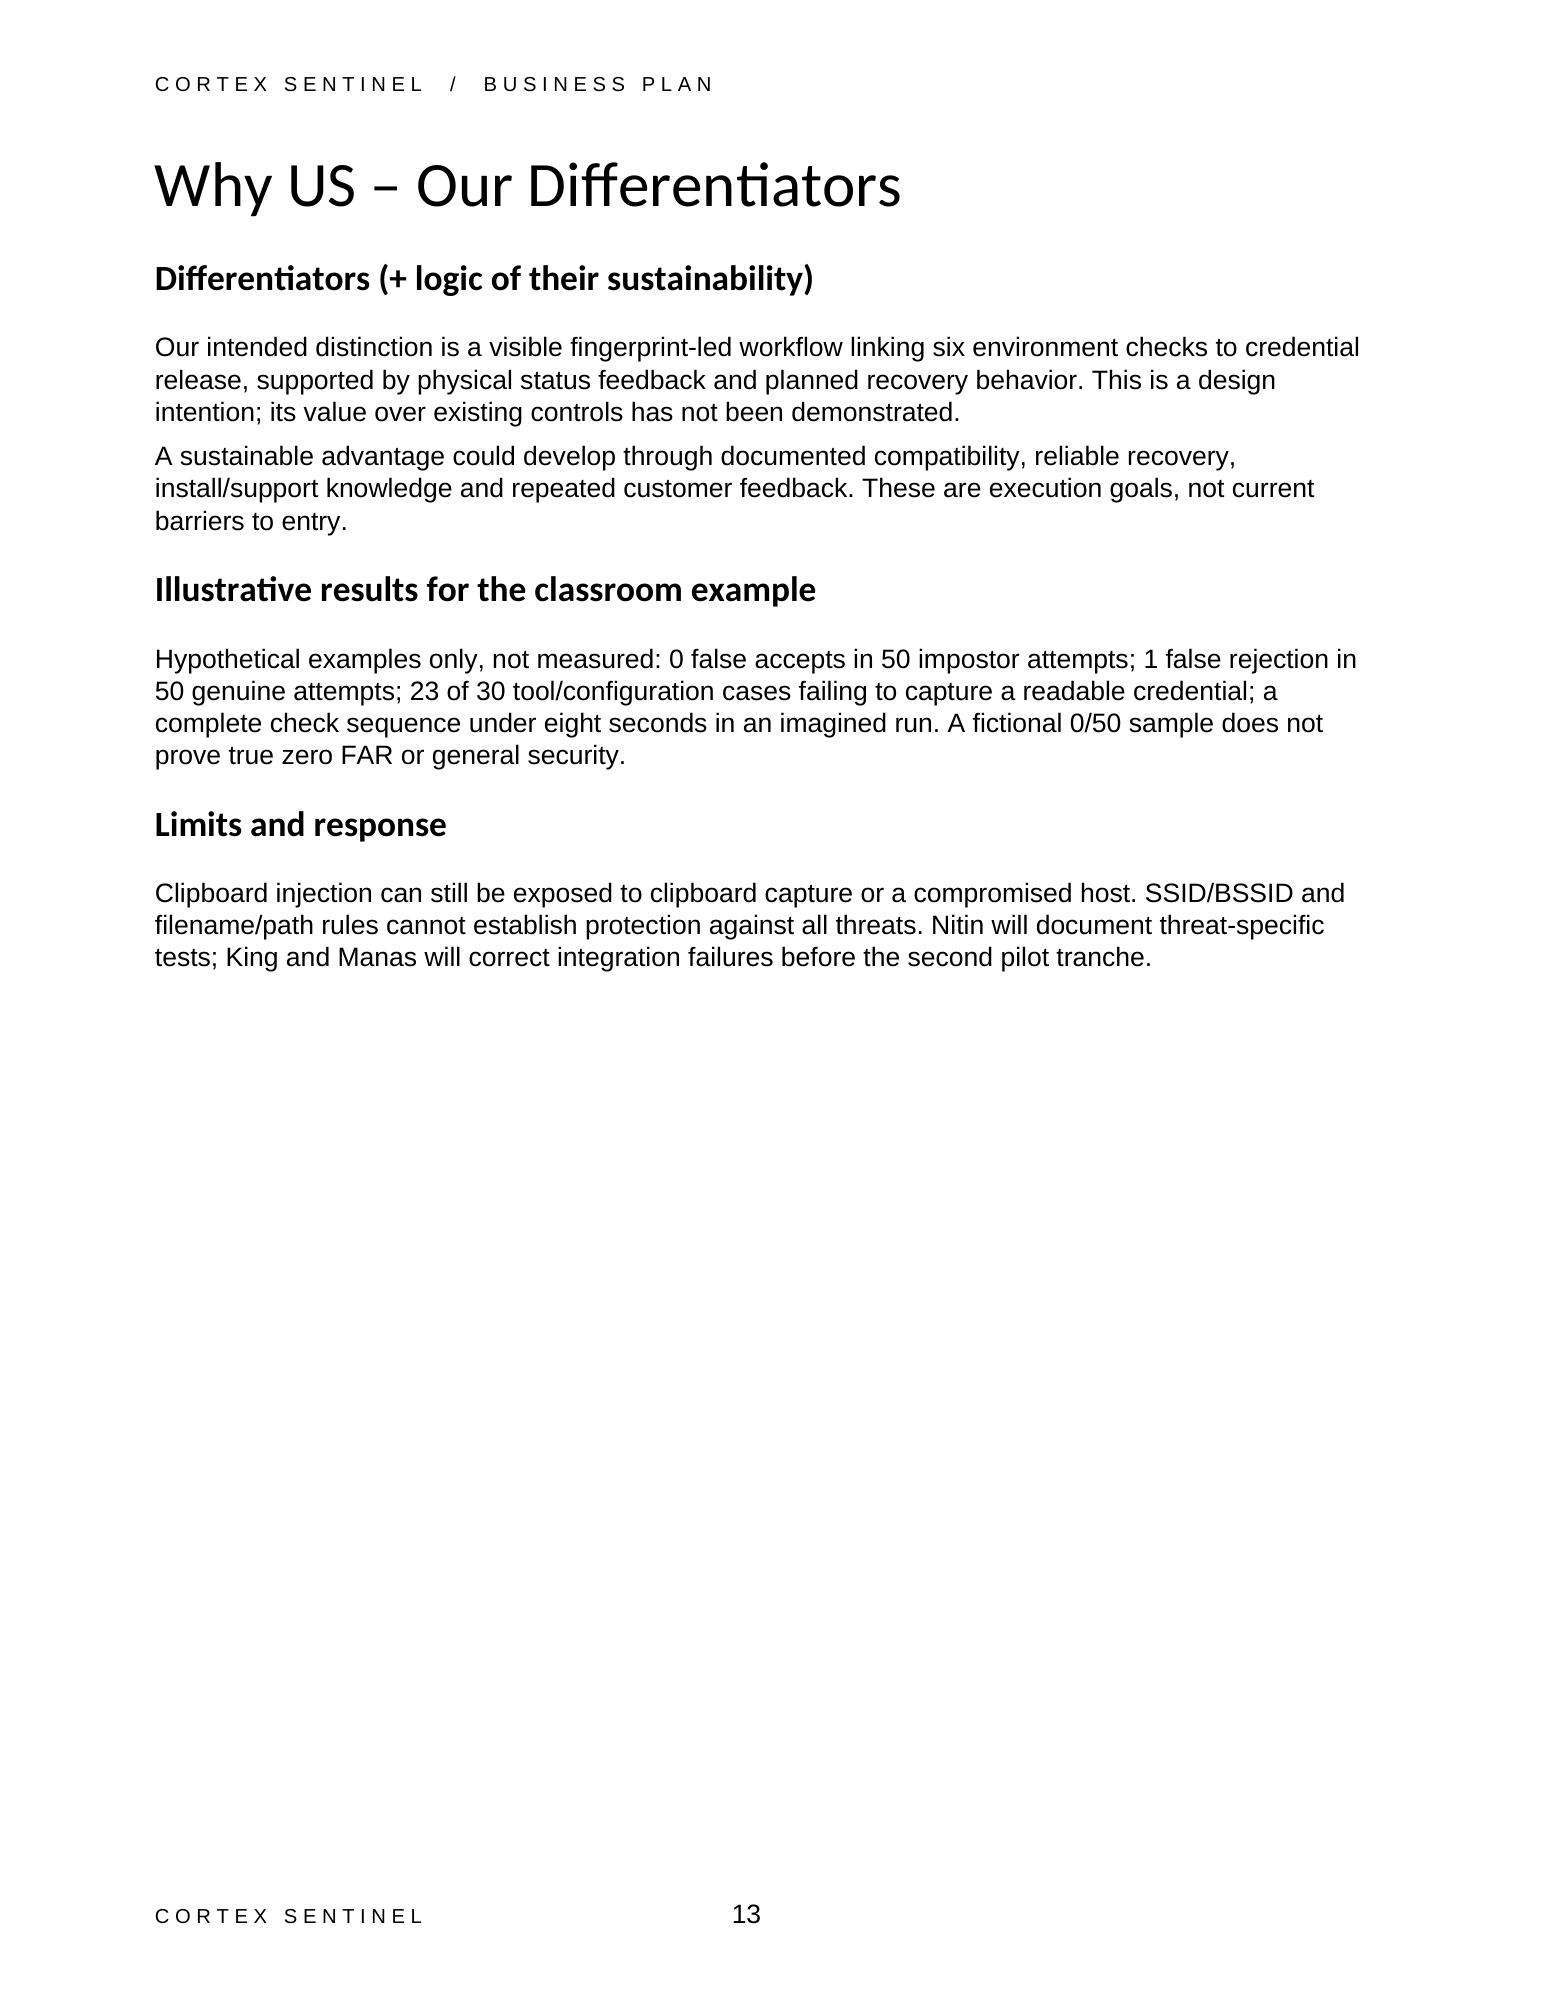 CORTEX SENTINEL / BUSINESS PLAN
Why US – Our Differentiators
Differentiators (+ logic of their sustainability)
Our intended distinction is a visible fingerprint-led workflow linking six environment checks to credential
release, supported by physical status feedback and planned recovery behavior. This is a design
intention; its value over existing controls has not been demonstrated.
A sustainable advantage could develop through documented compatibility, reliable recovery,
install/support knowledge and repeated customer feedback. These are execution goals, not current
barriers to entry.
Illustrative results for the classroom example
Hypothetical examples only, not measured: 0 false accepts in 50 impostor attempts; 1 false rejection in
50 genuine attempts; 23 of 30 tool/configuration cases failing to capture a readable credential; a
complete check sequence under eight seconds in an imagined run. A fictional 0/50 sample does not
prove true zero FAR or general security.
Limits and response
Clipboard injection can still be exposed to clipboard capture or a compromised host. SSID/BSSID and
filename/path rules cannot establish protection against all threats. Nitin will document threat-specific
tests; King and Manas will correct integration failures before the second pilot tranche.
CORTEX SENTINEL 13